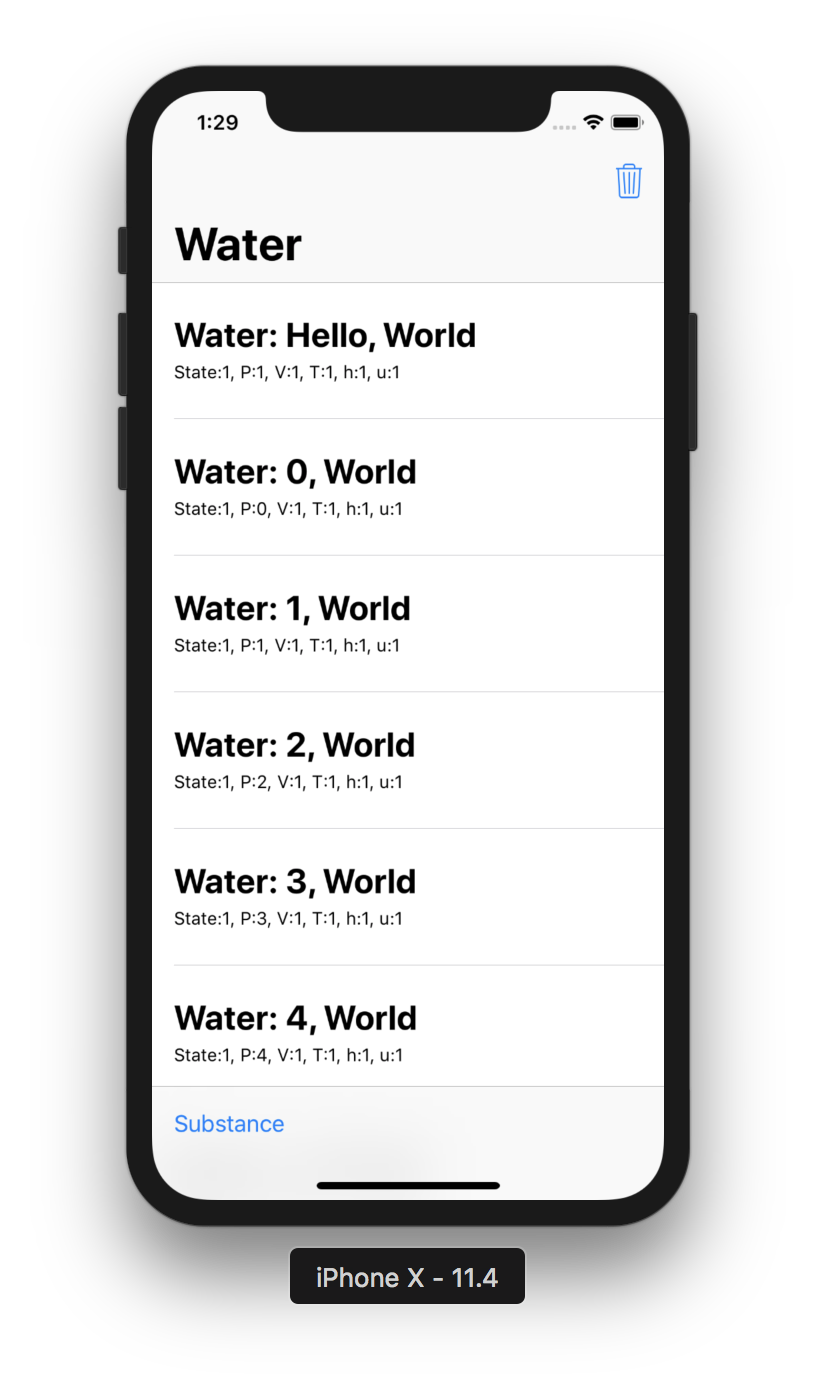 1:29
Water
Water: Hello, World
State:1, P:1, V:1, T:1, h:1, u:1
Water: 0, World
State:1, P:0, V:1, T:1, h:1, u:1
Water: 1, World
State:1, P:1, V:1, T:1, h:1, u:1
Water: 2, World
State:1, P:2, V:1, T:1, h:1, u:1
Water: 3, World
State:1, P:3, V:1, T:1, h:1, u:1
Water: 4, World
State:1, P:4, V:1, T:1, h:1, u:1
Substance
iPhone X - 11.4